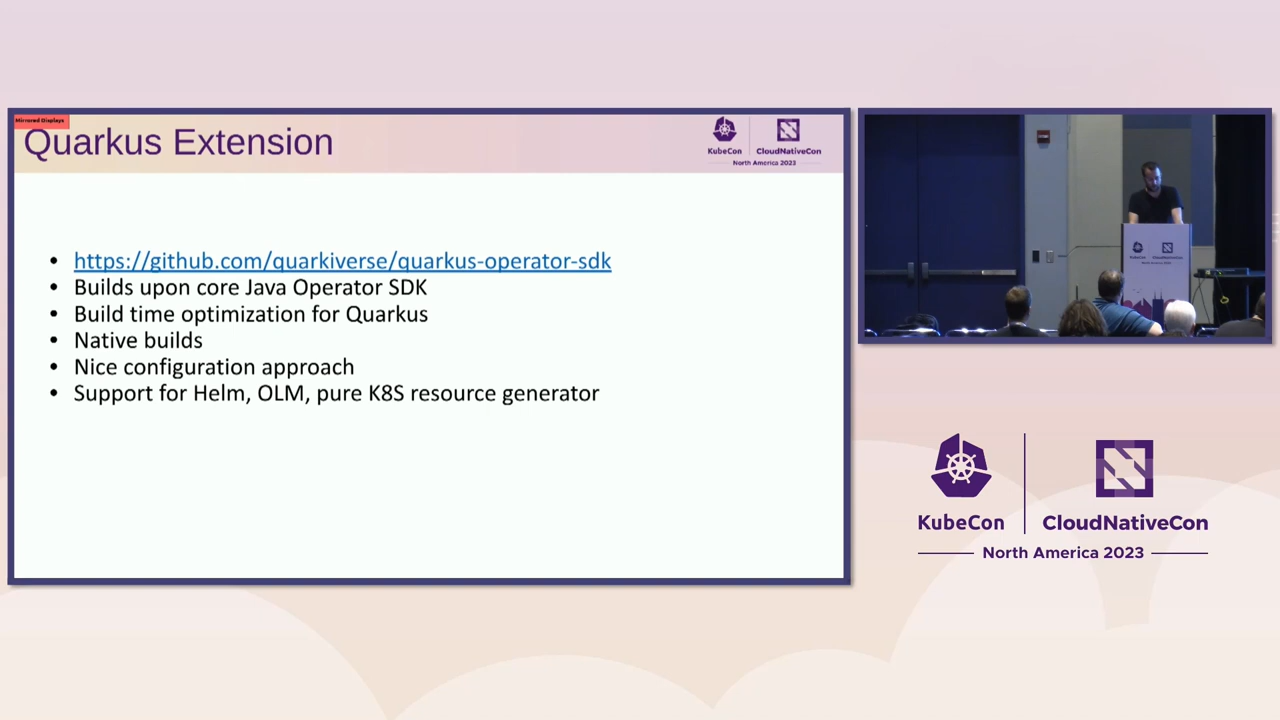 Mirrored Displays
Quarkus Extension
KubeCon
CloudNativeCon
North America 2023
• https://github.com/quarkiverse/quarkus-operator-sdk
• Builds upon core Java Operator SDK
• Build time optimization for Quarkus
• Native builds
• Nice configuration approach
• Support for Helm, OLM, pure K8S resource generator
KubeCon
CloudNativeCon
North America 2023